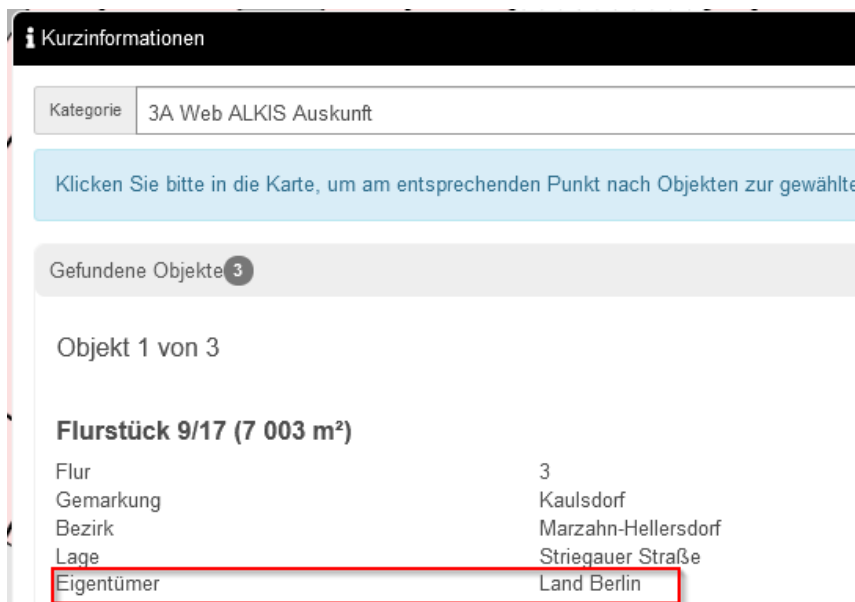 Kurzinformationen
Kategorie 3A Web ALKIS Auskunft
Klicken Sie bitte in die Karte, um am entsprechenden Punkt nach Objekten zur gewählte
Gefundene Objekte 3
Objekt 1 von 3
Flurstück 9/17 (7 003 m²)
Flur 3
Gemarkung Kaulsdorf
Bezirk Marzahn-Hellersdorf
Lage Striegauer Straße
Eigentümer Land Berlin